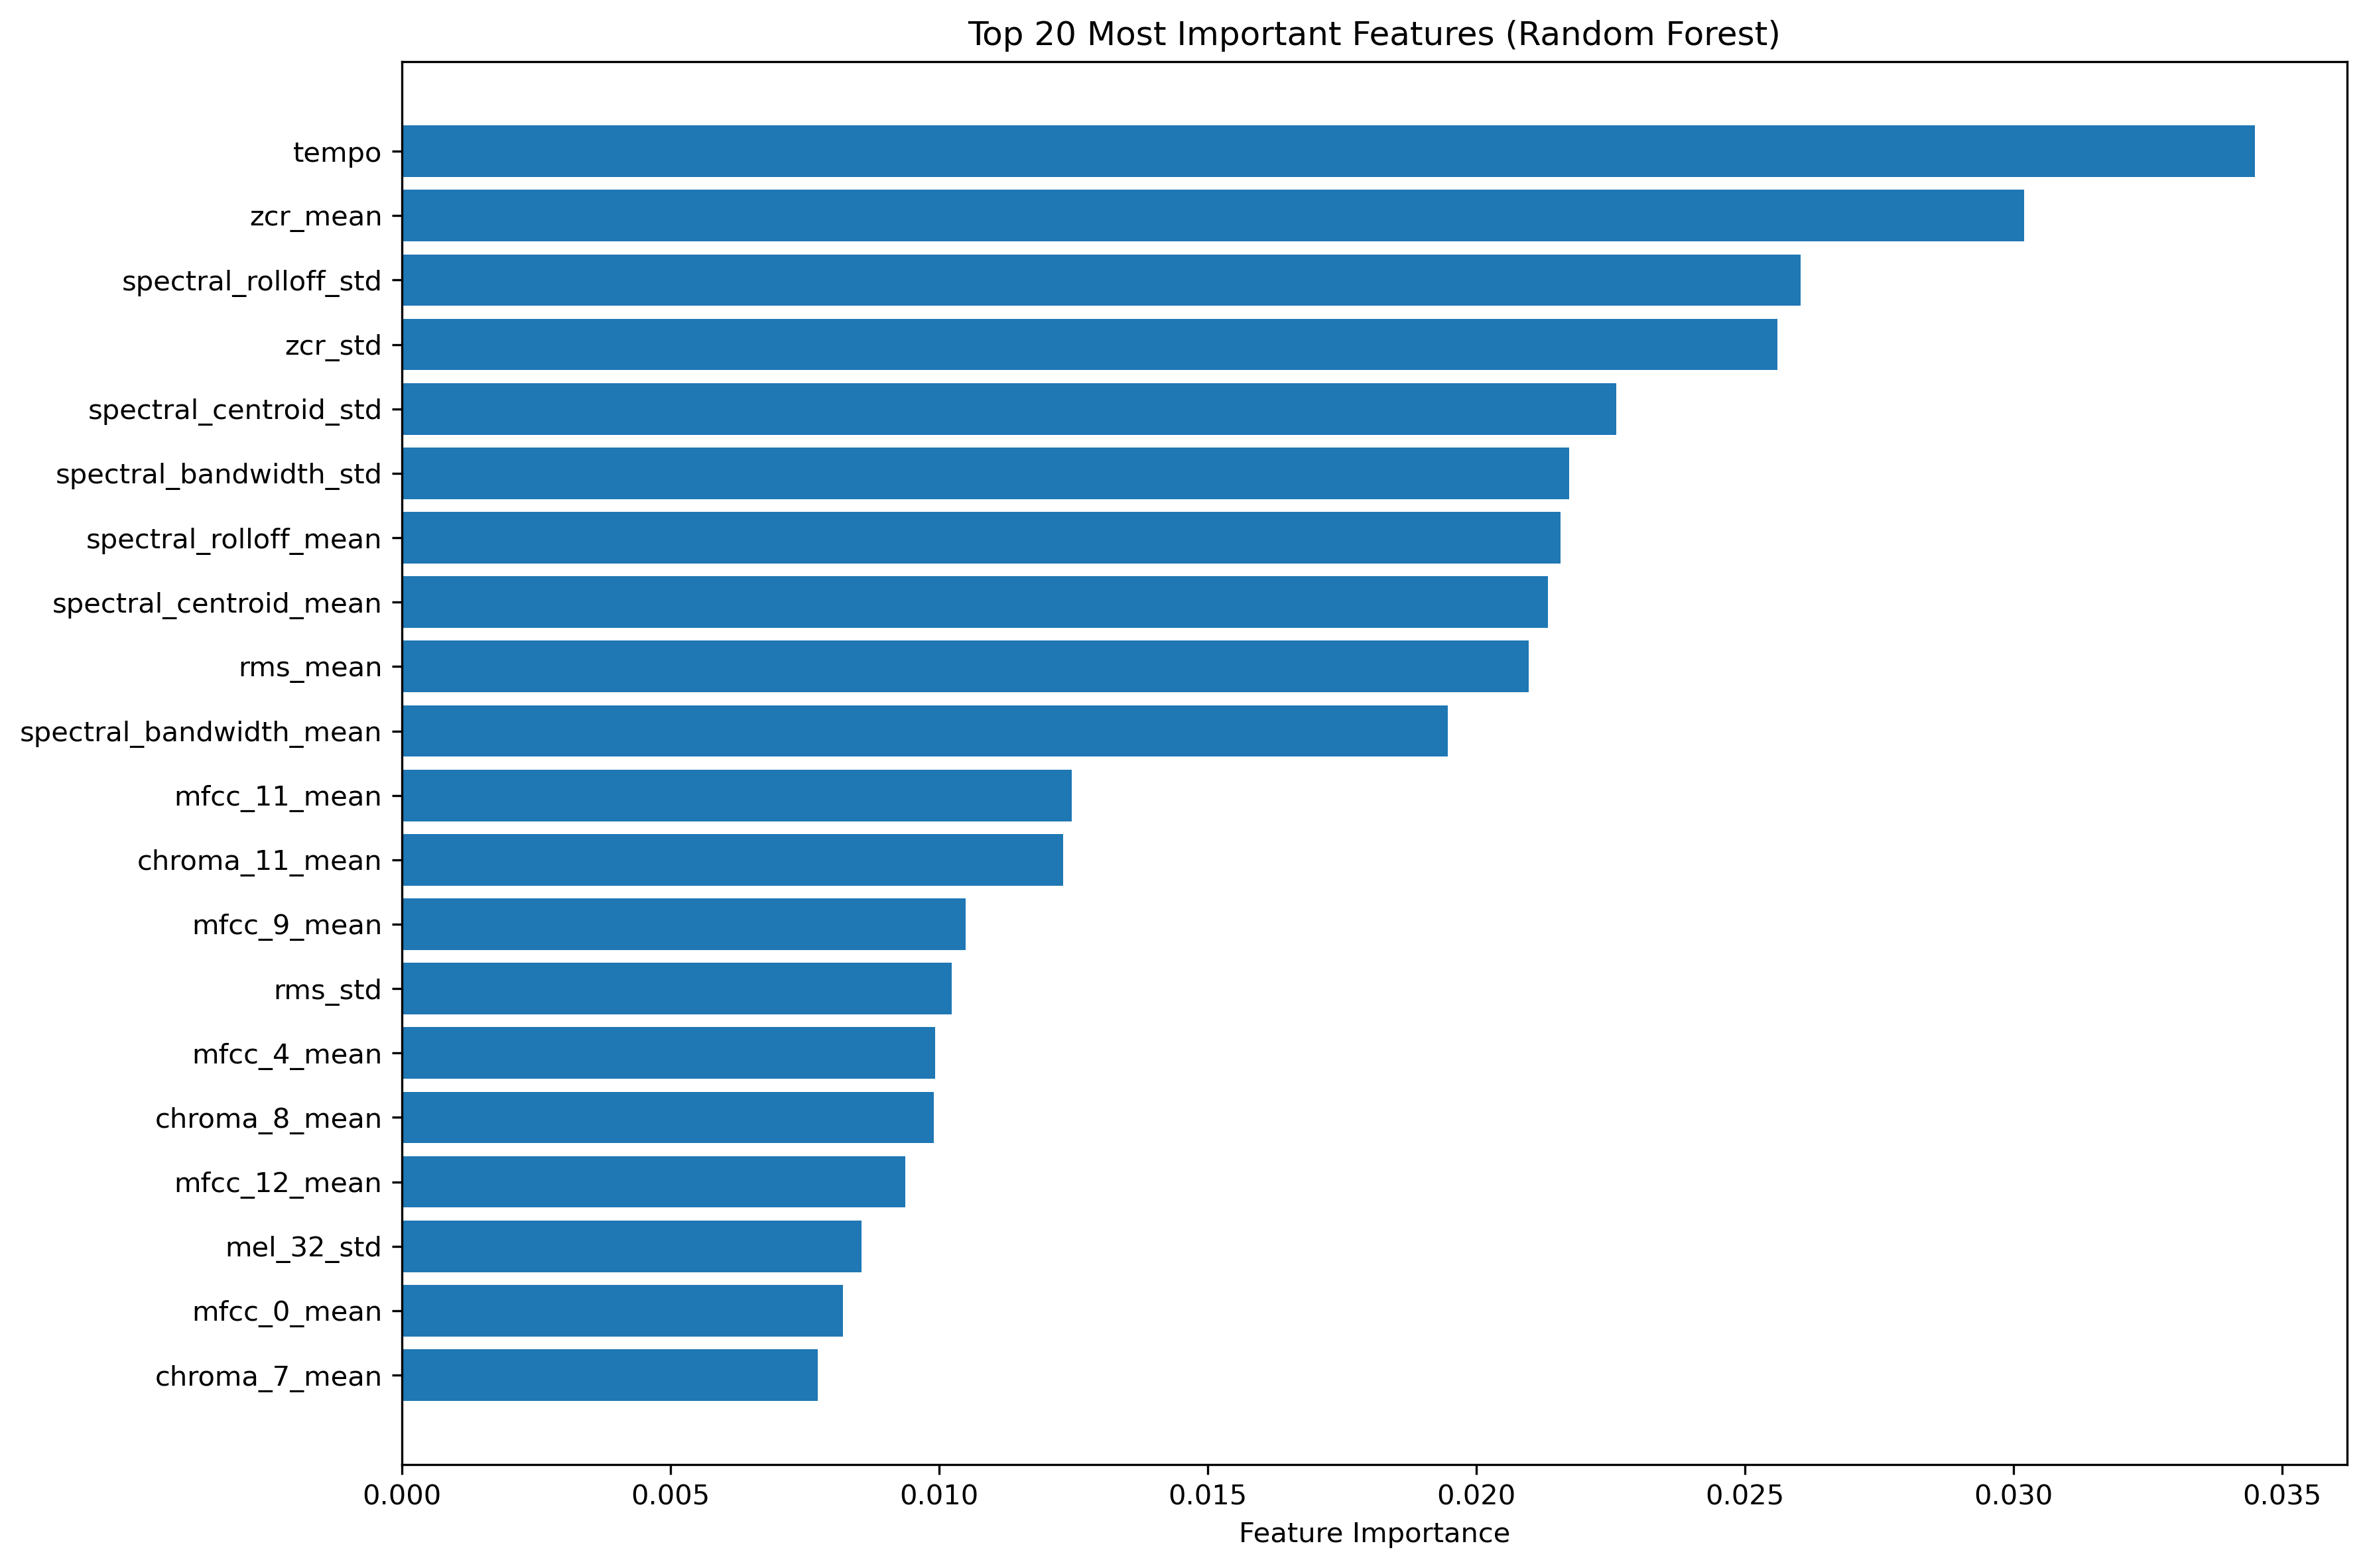 Top 20 Most Important Features (Random Forest)
tempo
zcr_mean
spectral_rolloff_std
zcr_std
spectral_centroid_std
spectral_bandwidth_std
spectral_rolloff_mean
spectral_centroid_mean
rms_mean
spectral_bandwidth_mean
mfcc_11_mean
chroma_11_mean
mfcc_9_mean
rms_std
mfcc_4_mean
chroma_8_mean
mfcc_12_mean
mel_32_std
mfcc_0_mean
chroma_7_mean
0.000 0.005 0.010 0.015 0.020 0.025 0.030 0.035
Feature Importance